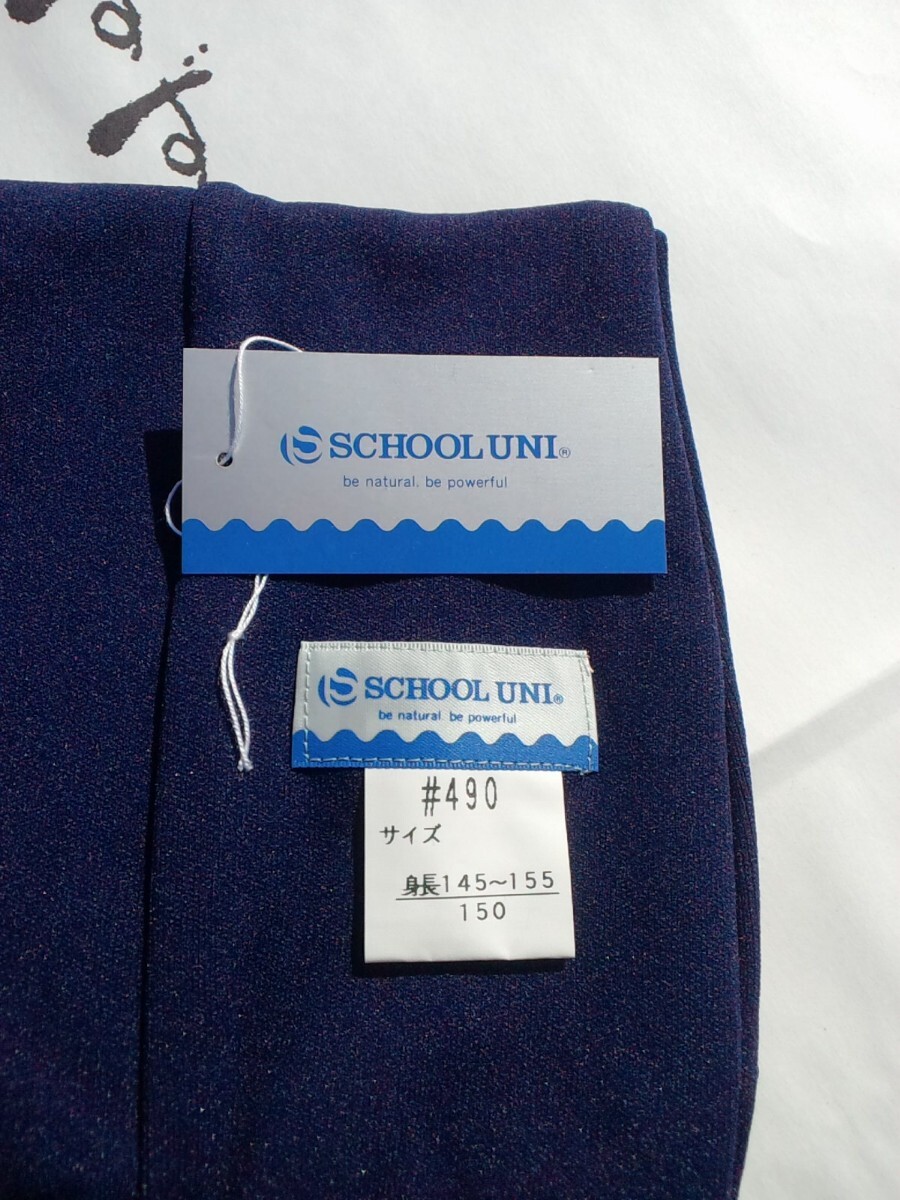 SCHOOL UNI®
be natural. be powerful
SCHOOL UNI®
be natural. be powerful
#490
サイズ
身長145~155
150